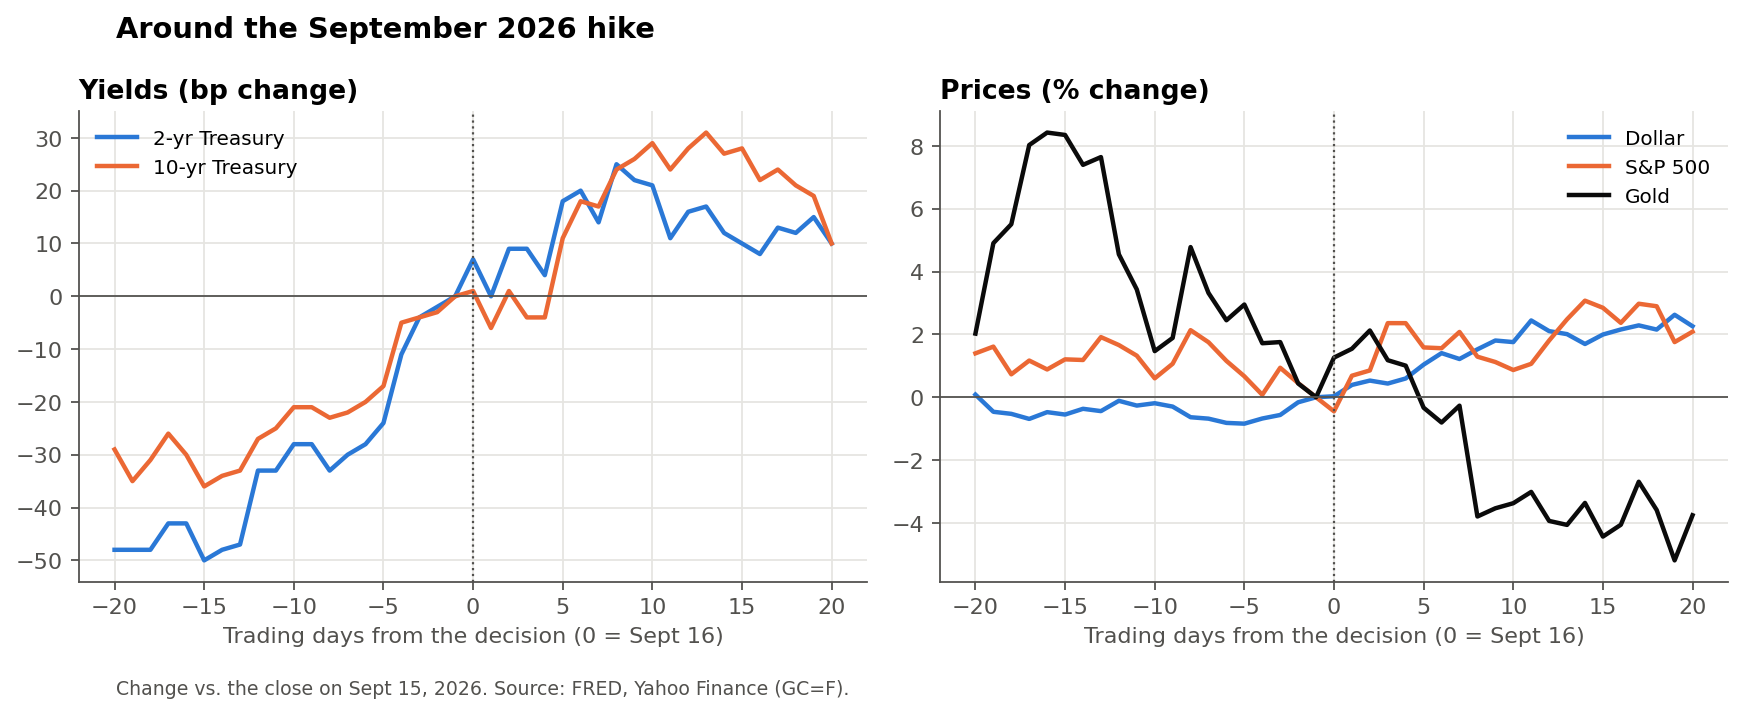 Around the September 2026 hike
Yields (bp change)
2-yr Treasury
10-yr Treasury
30
20
10
0
−10
−20
−30
−40
−50
−20 −15 −10 −5 0 5 10 15 20
Trading days from the decision (0 = Sept 16)
Prices (% change)
Dollar
S&P 500
Gold
8
6
4
2
0
−2
−4
−20 −15 −10 −5 0 5 10 15 20
Trading days from the decision (0 = Sept 16)
Change vs. the close on Sept 15, 2026. Source: FRED, Yahoo Finance (GC=F).